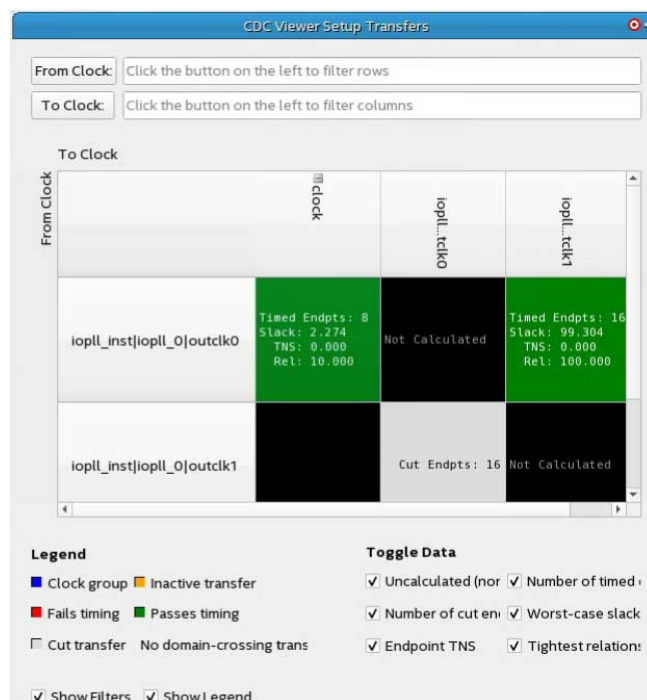 CDC Viewer Setup Transfers
From Clock: Click the button on the left to filter rows
To Clock: Click the button on the left to filter columns
To Clock
From Clock
clock
iopll...tclk0
iopll...tclk1
iopll_inst|iopll_0|outclk0
Timed Endpts: 8
Slack: 2.274
TNS: 0.000
Rel: 10.000
Not Calculated
Timed Endpts: 16
Slack: 99.304
TNS: 0.000
Rel: 100.000
iopll_inst|iopll_0|outclk1
Cut Endpts: 16
Not Calculated
Legend
Clock group Inactive transfer
Fails timing Passes timing
Cut transfer No domain-crossing trans
Toggle Data
Uncalculated (nor Number of timed
Number of cut en Worst-case slack
Endpoint TNS Tightest relations
Show Filters Show Legend